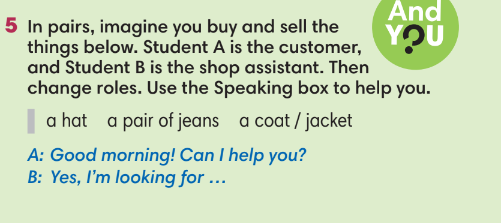 And
Y?U
5 In pairs, imagine you buy and sell the
things below. Student A is the customer,
and Student B is the shop assistant. Then
change roles. Use the Speaking box to help you.
a hat a pair of jeans a coat / jacket
A: Good morning! Can I help you?
B: Yes, I'm looking for …